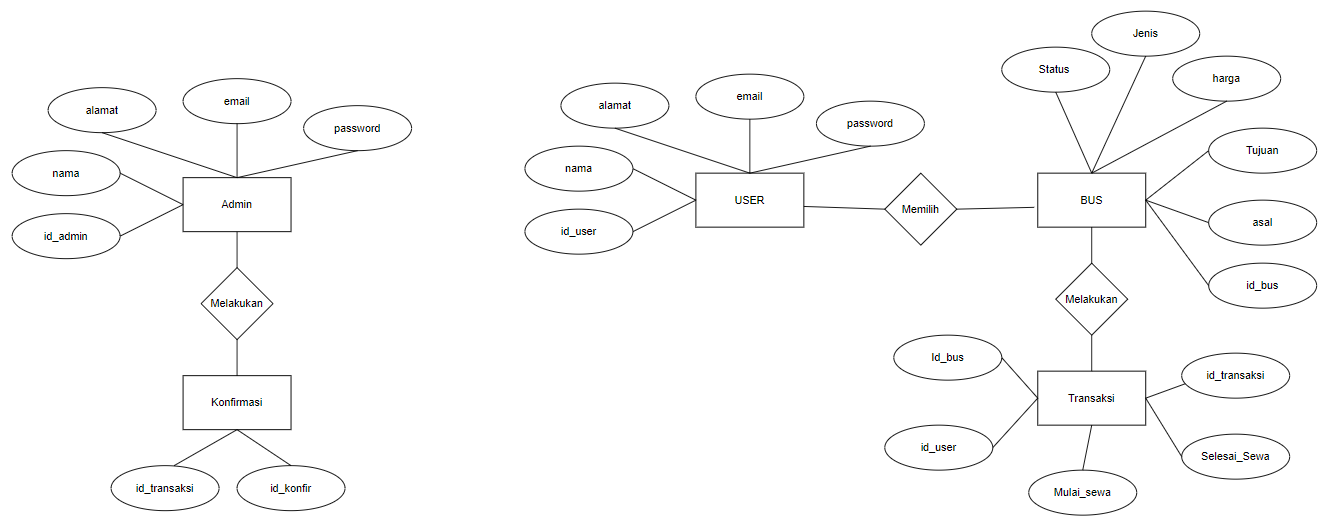 alamat
email
password
nama
id_admin
Admin
Melakukan
Konfirmasi
id_transaksi
id_konfir
alamat
email
password
nama
id_user
USER
Memilih
Status
Jenis
harga
Tujuan
asal
id_bus
BUS
Melakukan
Id_bus
id_user
Transaksi
id_transaksi
Selesai_Sewa
Mulai_sewa